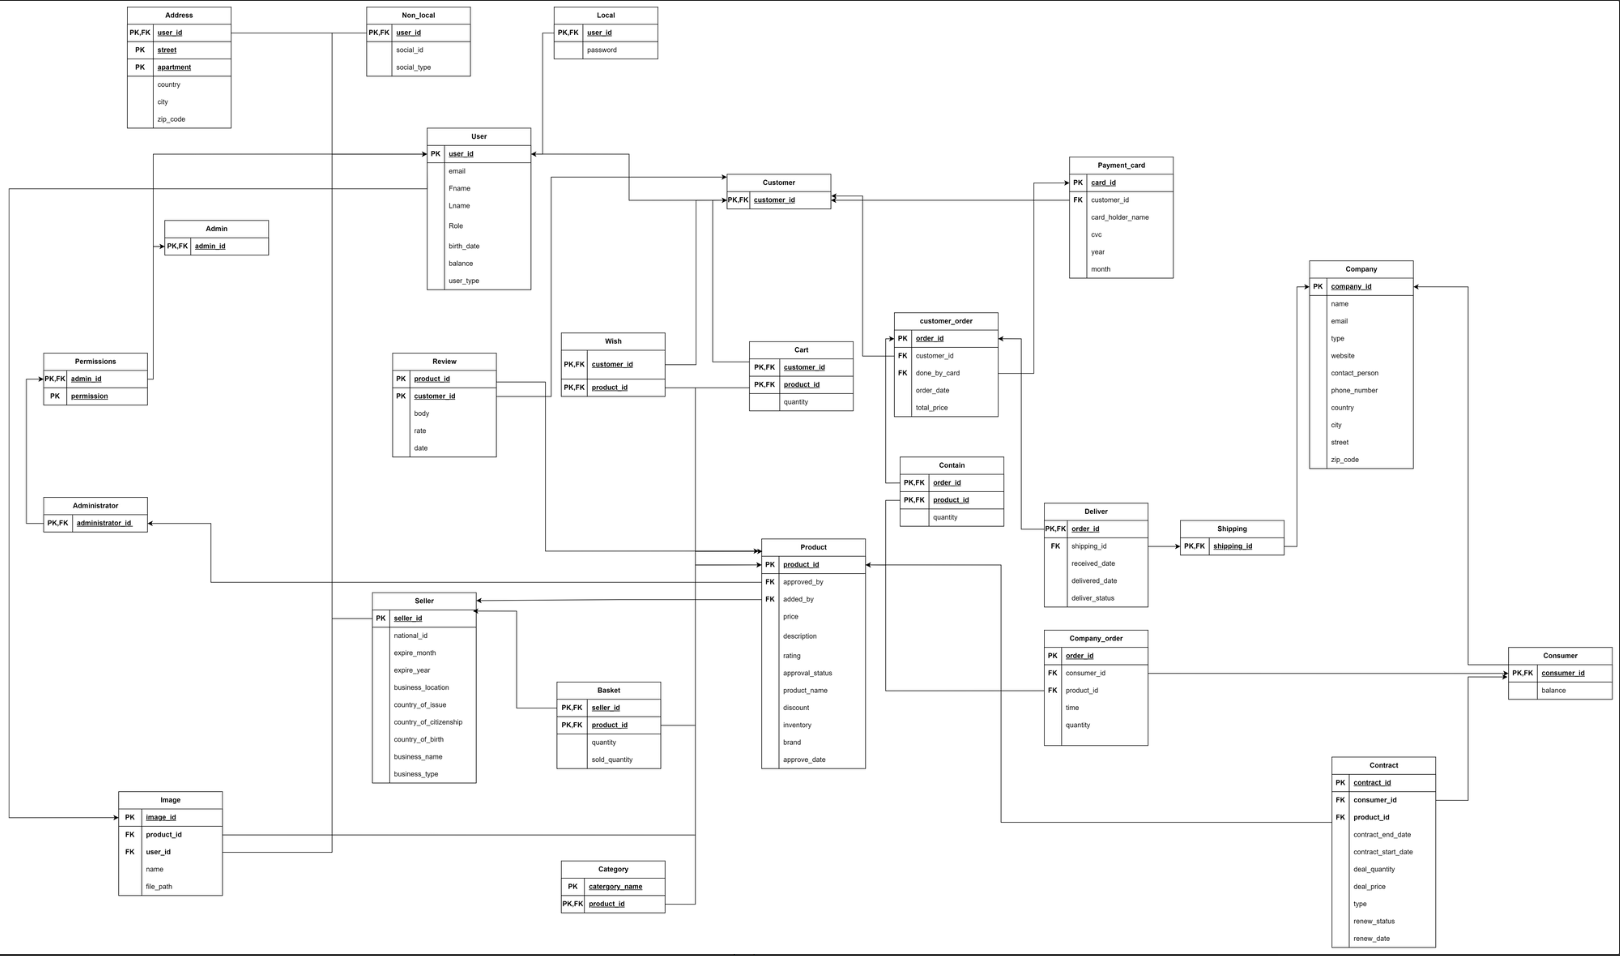 Address
PK,FK user_id
PK street
PK apartment
country
city
zip_code
Non_local
PK,FK user_id
social_id
social_type
Local
PK,FK user_id
password
User
PK user_id
email
Fname
Lname
Role
birth_date
balance
user_type
Customer
PK,FK customer_id
Payment_card
PK card_id
FK customer_id
card_holder_name
cvc
year
month
Admin
PK,FK admin_id
Company
PK company_id
name
email
type
website
contact_person
phone_number
country
city
street
zip_code
customer_order
PK order_id
FK customer_id
FK done_by_card
order_date
total_price
Wish
PK,FK customer_id
PK,FK product_id
Cart
PK,FK customer_id
PK,FK product_id
quantity
Permissions
PK,FK admin_id
PK permission
Review
PK product_id
PK customer_id
body
rate
date
Contain
PK,FK order_id
PK,FK product_id
quantity
Administrator
PK,FK administrator_id
Deliver
PK,FK order_id
FK shipping_id
received_date
delivered_date
deliver_status
Shipping
PK,FK shipping_id
Product
PK product_id
FK approved_by
FK added_by
price
description
rating
approval_status
product_name
discount
inventory
brand
approve_date
Seller
PK seller_id
national_id
expire_month
expire_year
business_location
country_of_issue
country_of_citizenship
country_of_birth
business_name
business_type
Company_order
PK order_id
FK consumer_id
FK product_id
time
quantity
Consumer
PK,FK consumer_id
balance
Basket
PK,FK seller_id
PK,FK product_id
quantity
sold_quantity
Contract
PK contract_id
FK consumer_id
FK product_id
contract_end_date
contract_start_date
deal_quantity
deal_price
type
renew_status
renew_date
Image
PK image_id
FK product_id
FK user_id
name
file_path
Category
PK catergory_name
PK,FK product_id